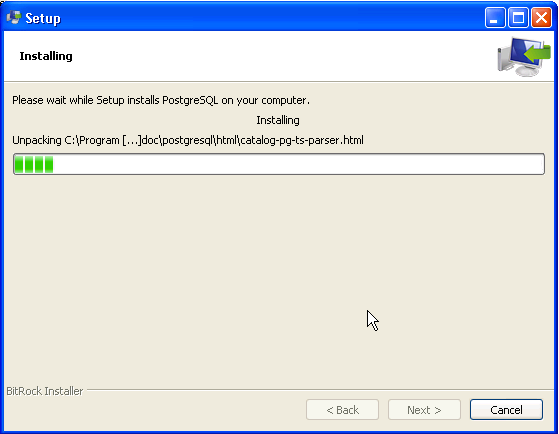 Setup
Installing
Please wait while Setup installs PostgreSQL on your computer.
Installing
Unpacking C:\Program [...]doc\postgresql\html\catalog-pg-ts-parser.html
BitRock Installer
< Back
Next >
Cancel